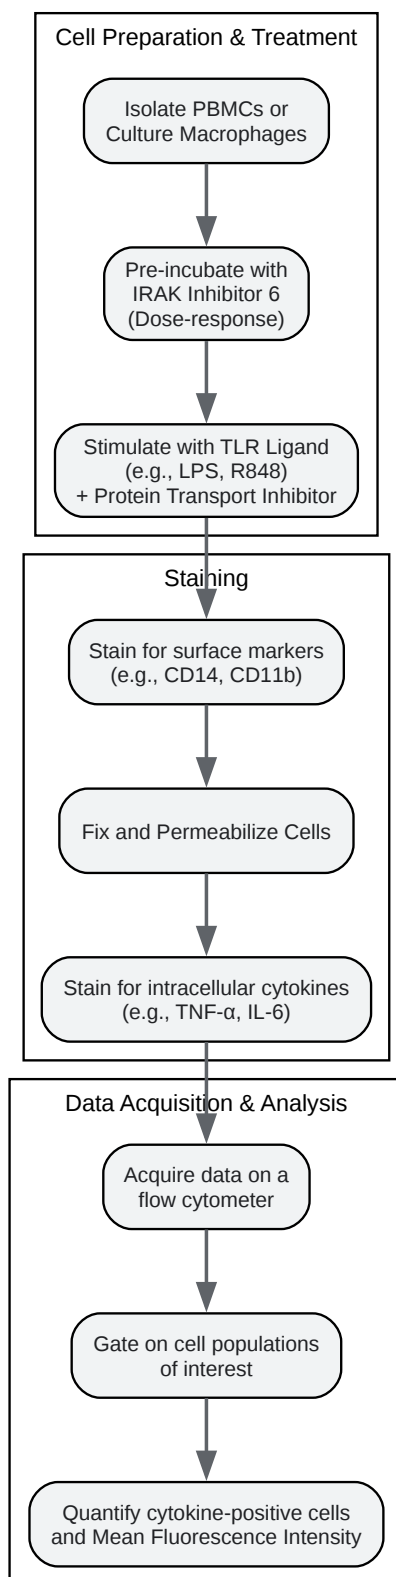 Cell Preparation & Treatment
Isolate PBMCs or
Culture Macrophages
Pre-incubate with
IRAK Inhibitor 6
(Dose-response)
Stimulate with TLR Ligand
(e.g., LPS, R848)
+ Protein Transport Inhibitor
Staining
Stain for surface markers
(e.g., CD14, CD11b)
Fix and Permeabilize Cells
Stain for intracellular cytokines
(e.g., TNF-α, IL-6)
Data Acquisition & Analysis
Acquire data on a
flow cytometer
Gate on cell populations
of interest
Quantify cytokine-positive cells
and Mean Fluorescence Intensity